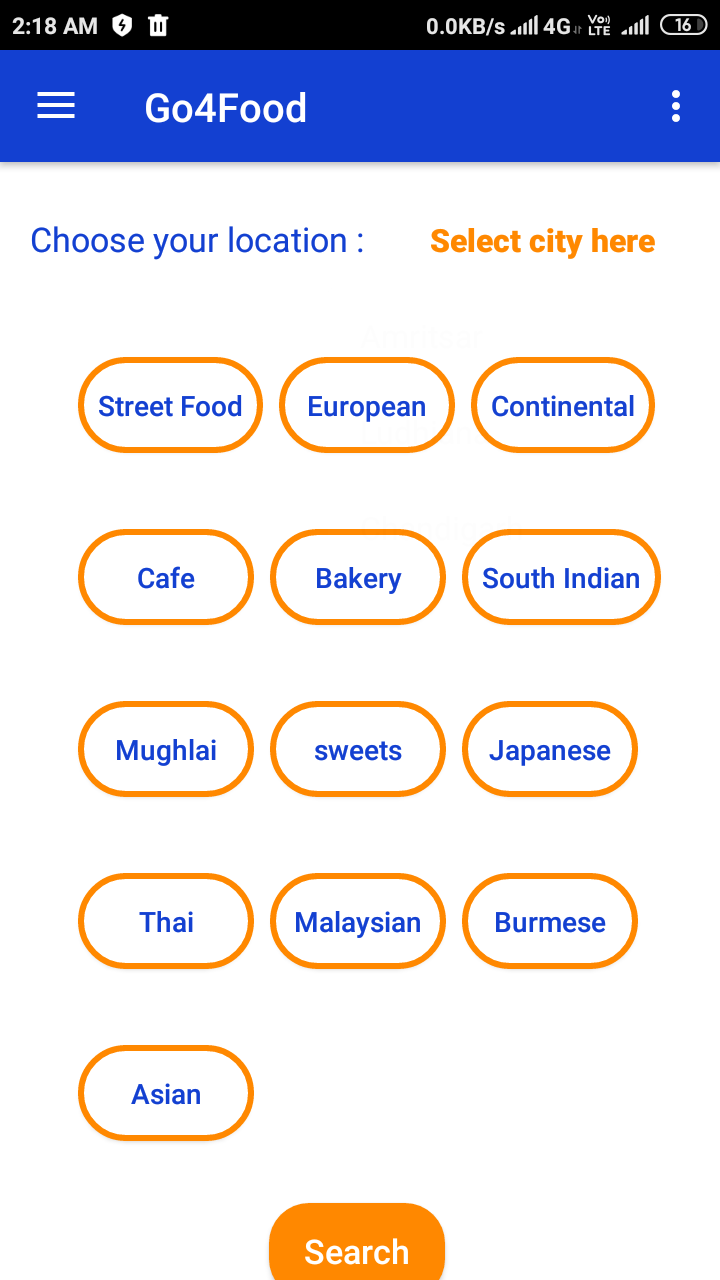 2:18 AM 0.0KB/s 4G Vo) LTE 16
Go4Food
Choose your location : Select city here
Street Food European Continental
Cafe Bakery South Indian
Mughlai sweets Japanese
Thai Malaysian Burmese
Asian
Search